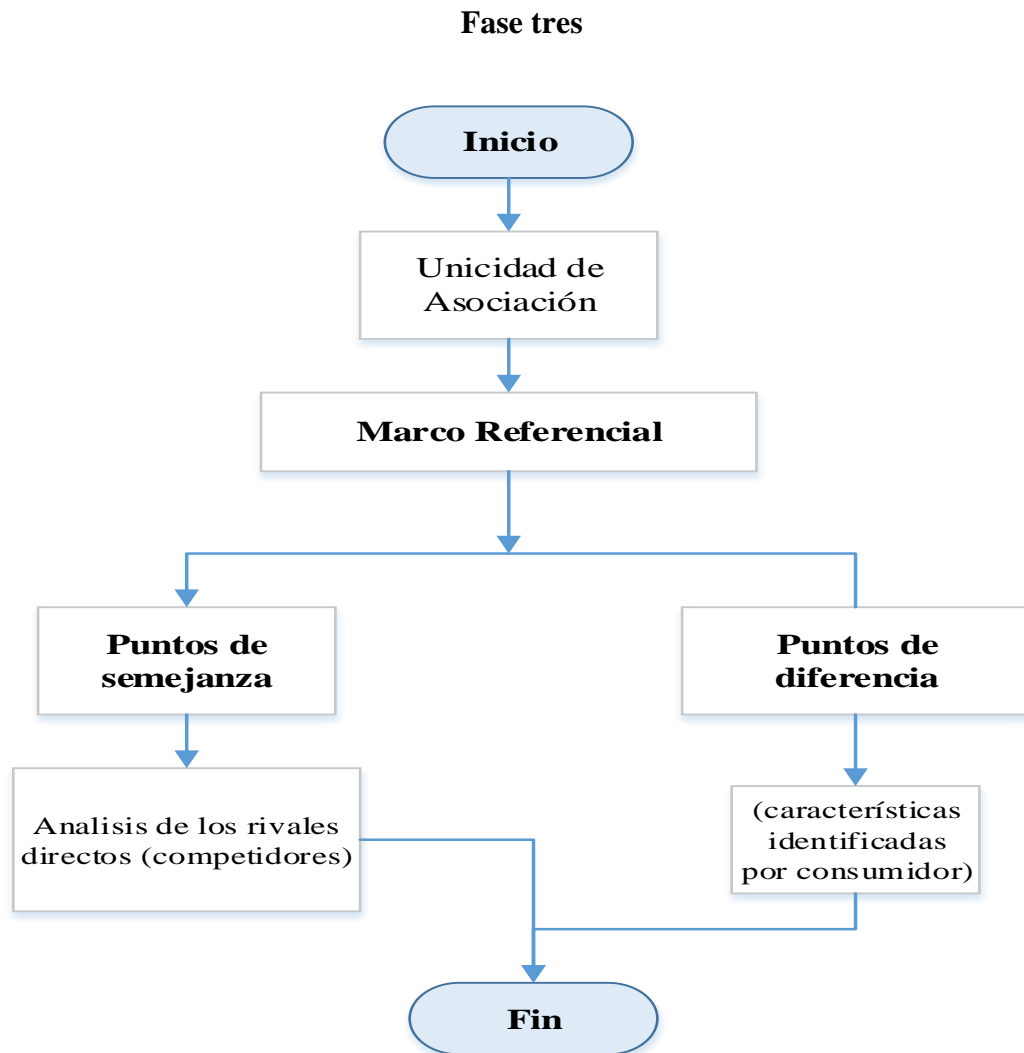 Fase tres
Inicio
Unicidad de
Asociación
Marco Referencial
Puntos de
semejanza
Puntos de
diferencia
Analisis de los rivales
directos (competidores)
(característícas
identificadas
por consumidor)
Fin